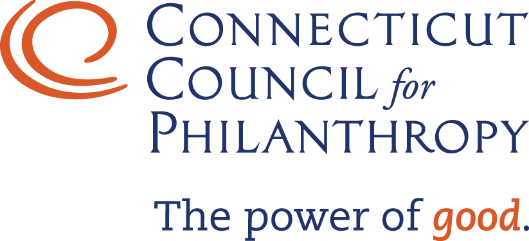 CONNECTICUT
COUNCIL for
PHILANTHROPY
The power of good.